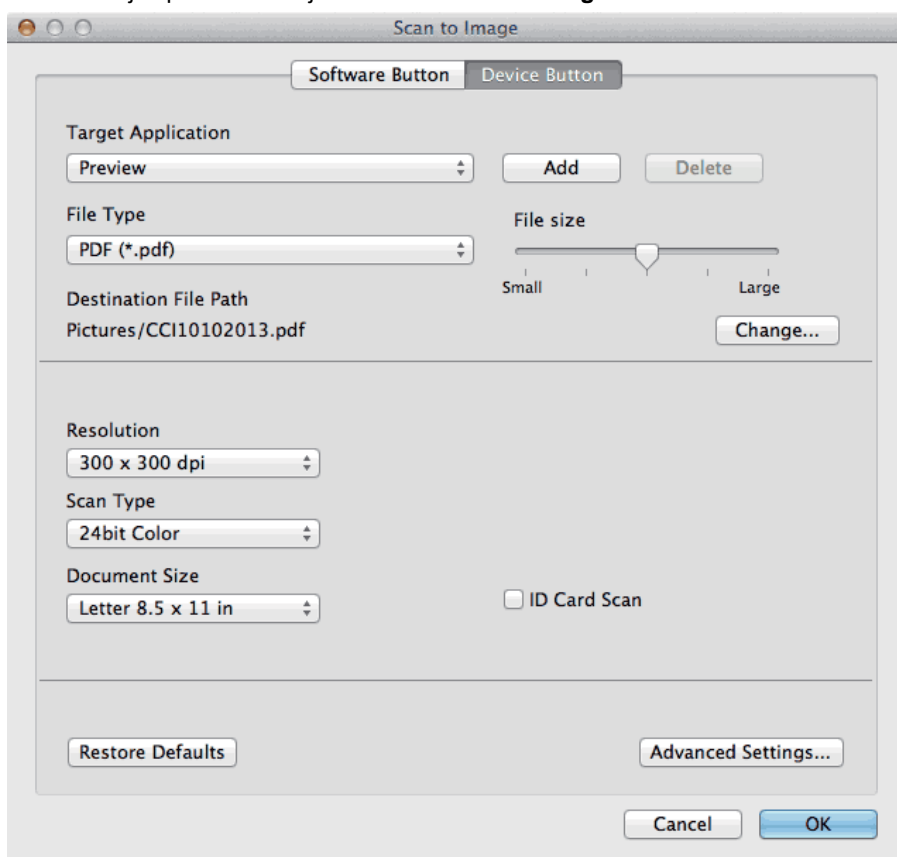 Scan to Image
Software Button Device Button
Target Application
Preview Add Delete
File Type File size
PDF (*.pdf)
Small Large
Destination File Path
Pictures/CCI10102013.pdf Change...
Resolution
300 x 300 dpi
Scan Type
24bit Color
Document Size
Letter 8.5 x 11 in ID Card Scan
Restore Defaults Advanced Settings...
Cancel OK